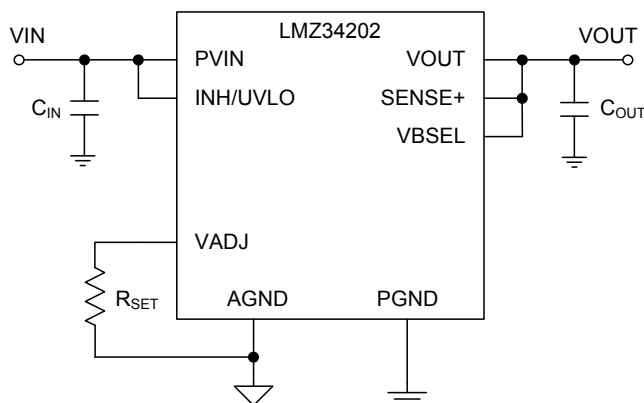 LMZ34202
VIN
VOUT
PVIN
VOUT
INH/UVLO
SENSE+
CIN
COUT
VBSEL
VADJ
RSET
AGND
PGND